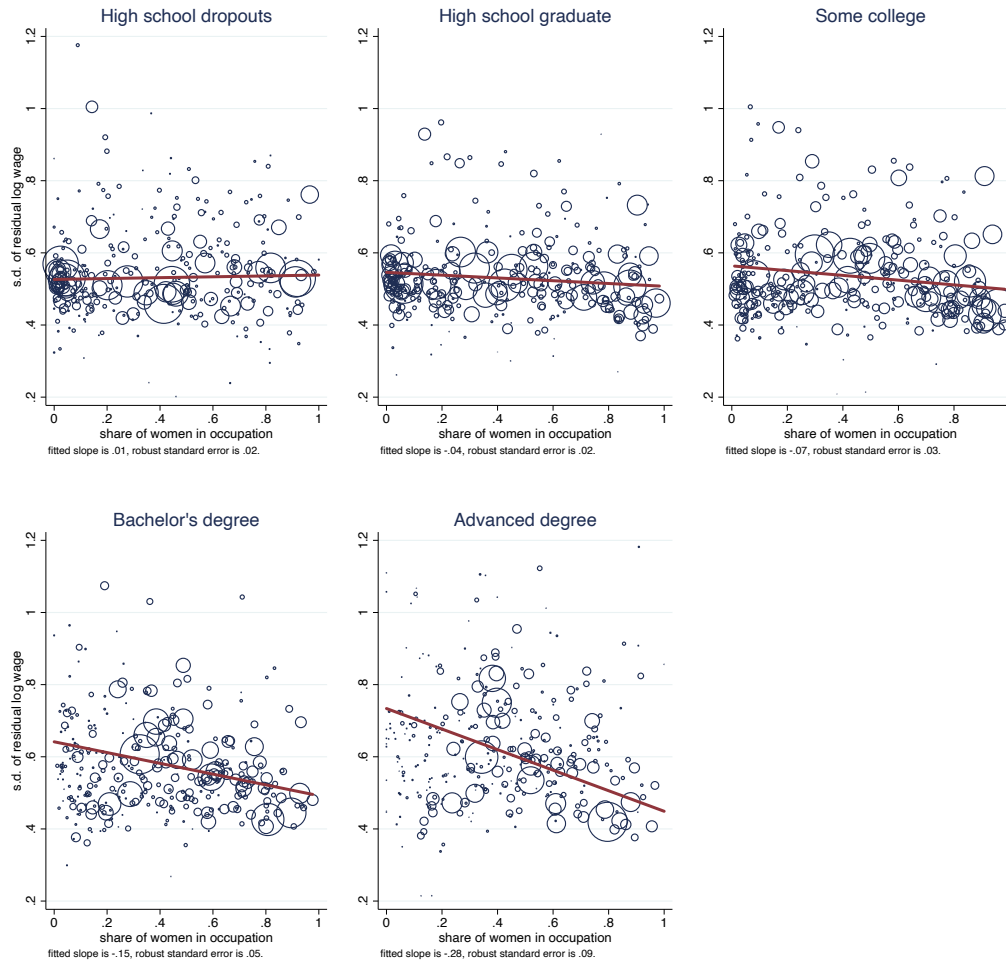 High school dropouts
s.d. of residual log wage
1.2
1
.8
.6
.4
.2
0 .2 .4 .6 .8 1
share of women in occupation
fitted slope is .01, robust standard error is .02.
High school graduate
1.2
1
.8
.6
.4
.2
0 .2 .4 .6 .8 1
share of women in occupation
fitted slope is -.04, robust standard error is .02.
Some college
1.2
1
.8
.6
.4
.2
0 .2 .4 .6 .8
share of women in occupation
fitted slope is -.07, robust standard error is .03.
Bachelor's degree
s.d. of residual log wage
1.2
1
.8
.6
.4
.2
0 .2 .4 .6 .8 1
share of women in occupation
fitted slope is -.15, robust standard error is .05.
Advanced degree
1.2
1
.8
.6
.4
.2
0 .2 .4 .6 .8 1
share of women in occupation
fitted slope is -.28, robust standard error is .09.